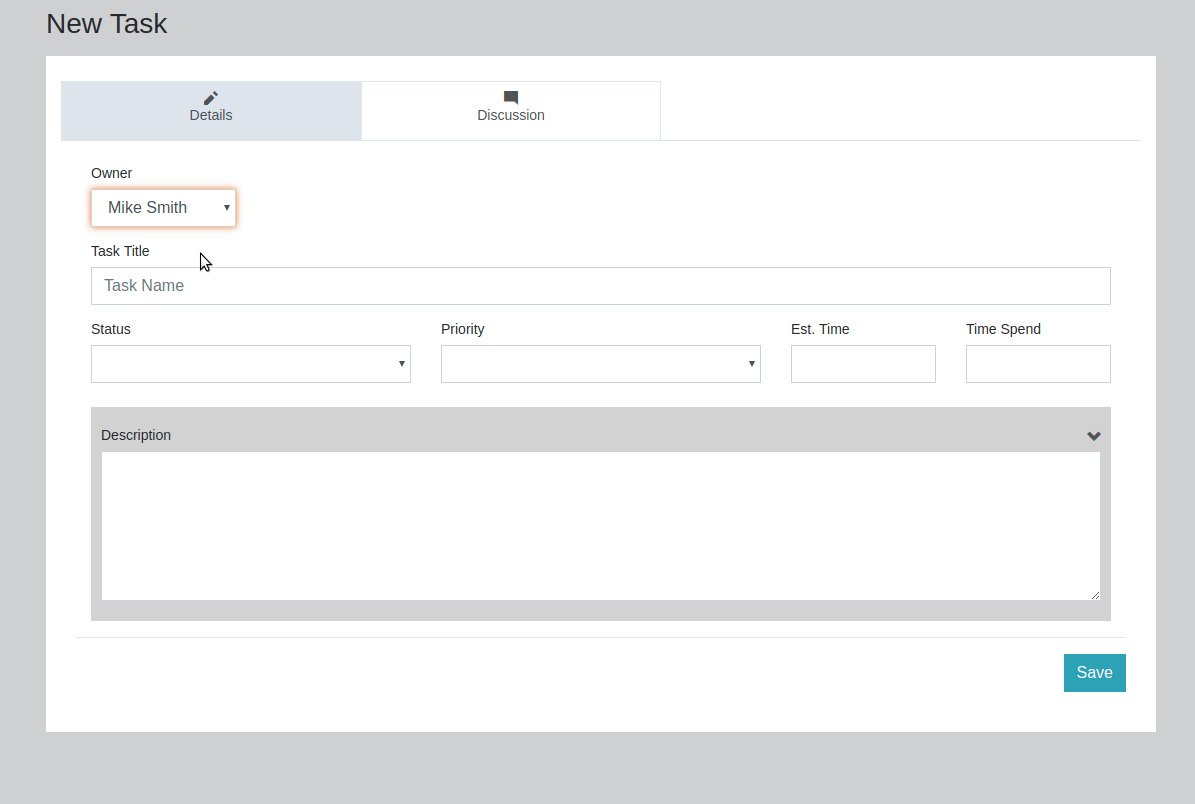 New Task
Details
Discussion
Owner
Mike Smith
Task Title
Task Name
Status
Priority
Est. Time
Time Spend
Description
Save